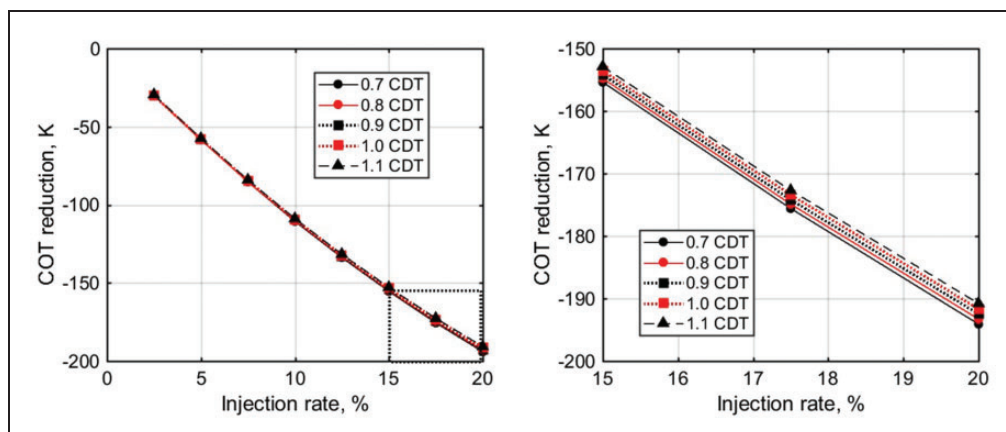 0
-50
-100
-150
-200
COT reduction, K
0.7 CDT
0.8 CDT
0.9 CDT
1.0 CDT
1.1 CDT
0 5 10 15 20
Injection rate, %
-150
-160
-170
-180
-190
-200
COT reduction, K
0.7 CDT
0.8 CDT
0.9 CDT
1.0 CDT
1.1 CDT
15 16 17 18 19 20
Injection rate, %